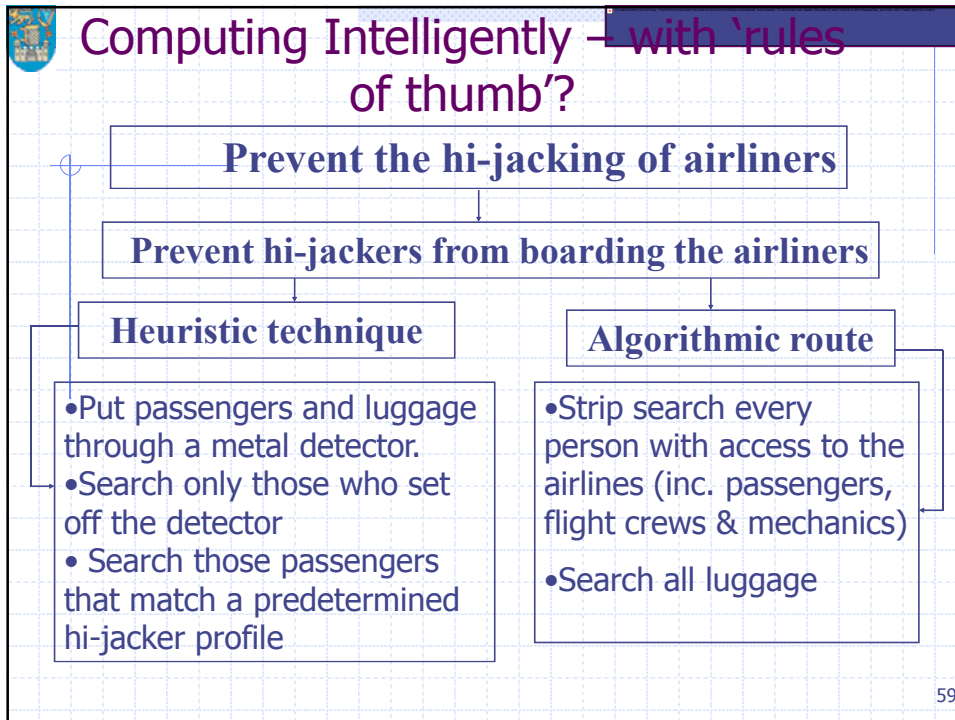 Computing Intelligently – with ‘rules
of thumb’?
Prevent the hi-jacking of airliners
Prevent hi-jackers from boarding the airliners
Heuristic technique
Algorithmic route
•Put passengers and luggage
through a metal detector.
•Search only those who set
off the detector
• Search those passengers
that match a predetermined
hi-jacker profile
•Strip search every
person with access to the
airlines (inc. passengers,
flight crews & mechanics)
•Search all luggage
59